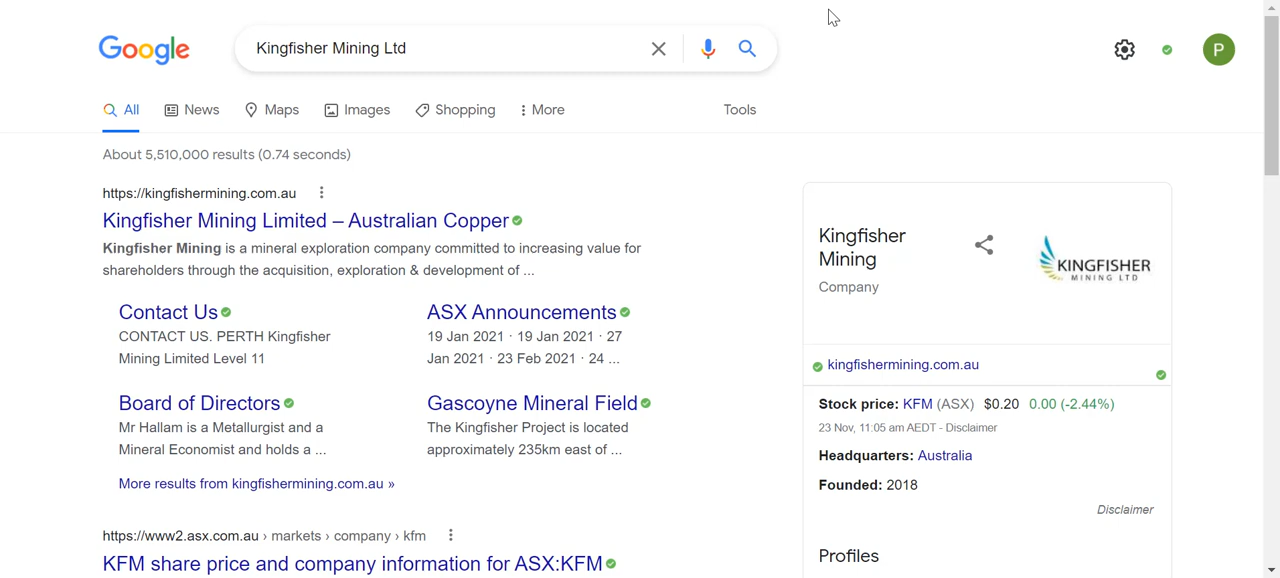 Google
Kingfisher Mining Ltd
P
All News Maps Images Shopping More Tools
About 5,510,000 results (0.74 seconds)
https://kingfishermining.com.au
Kingfisher Mining Limited – Australian Copper
Kingfisher Mining is a mineral exploration company committed to increasing value for
shareholders through the acquisition, exploration & development of ...
Contact Us
CONTACT US. PERTH Kingfisher
Mining Limited Level 11
ASX Announcements
19 Jan 2021 · 19 Jan 2021 · 27
Jan 2021 · 23 Feb 2021 · 24 ...
Board of Directors
Mr Hallam is a Metallurgist and a
Mineral Economist and holds a ...
Gascoyne Mineral Field
The Kingfisher Project is located
approximately 235km east of ...
More results from kingfishermining.com.au »
https://www2.asx.com.au › markets › company › kfm
KFM share price and company information for ASX:KFM
Kingfisher
Mining
Company
KINGFISHER
MINING LTD
kingfishermining.com.au
Stock price: KFM (ASX) $0.20 0.00 (-2.44%)
23 Nov, 11:05 am AEDT - Disclaimer
Headquarters: Australia
Founded: 2018
Disclaimer
Profiles